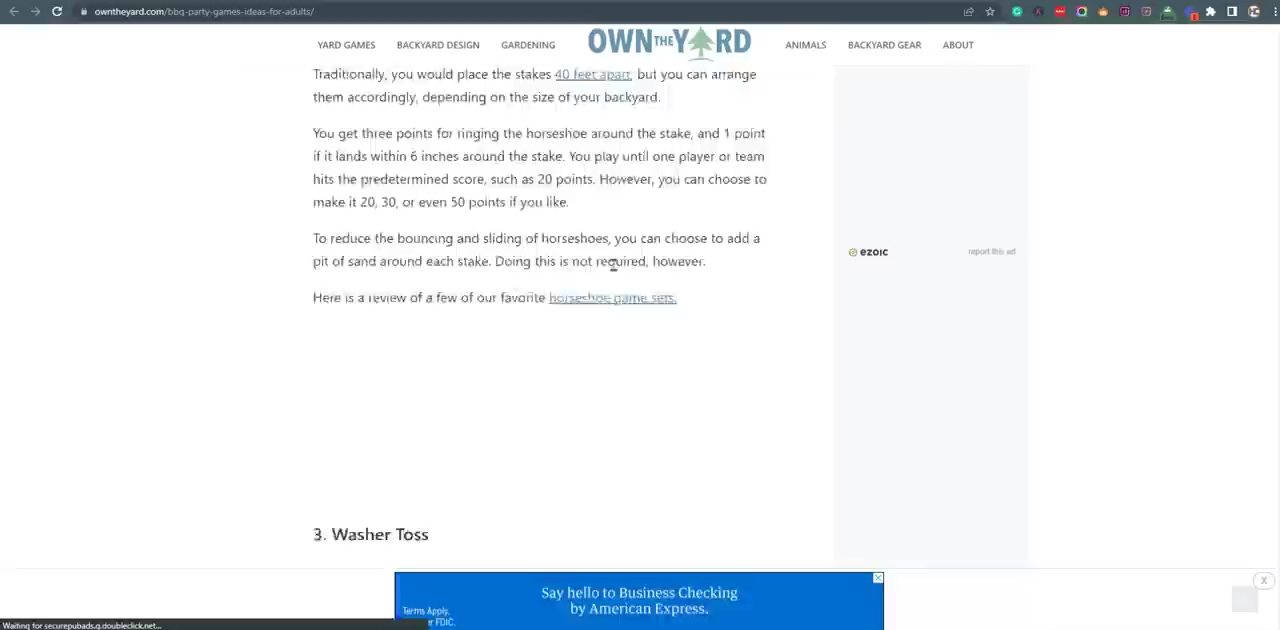 owntheyard.com/bbq-party-games-ideas-for-adults/
YARD GAMES
BACKYARD DESIGN
GARDENING
OWN THE YARD
ANIMALS
BACKYARD GEAR
ABOUT
Traditionally, you would place the stakes 40 feet apart, but you can arrange
them accordingly, depending on the size of your backyard.
You get three points for ringing the horseshoe around the stake, and 1 point
if it lands within 6 inches around the stake. You play until one player or team
hits the predetermined score, such as 20 points. However, you can choose to
make it 20, 30, or even 50 points if you like.
To reduce the bouncing and sliding of horseshoes, you can choose to add a
pit of sand around each stake. Doing this is not required, however.
Here is a review of a few of our favorite horseshoe game sets.
ezoic
report this ad
3. Washer Toss
Say hello to Business Checking
by American Express.
Terms Apply.
er FDIC.
X
Waiting for securepubads.g.doubleclick.net...